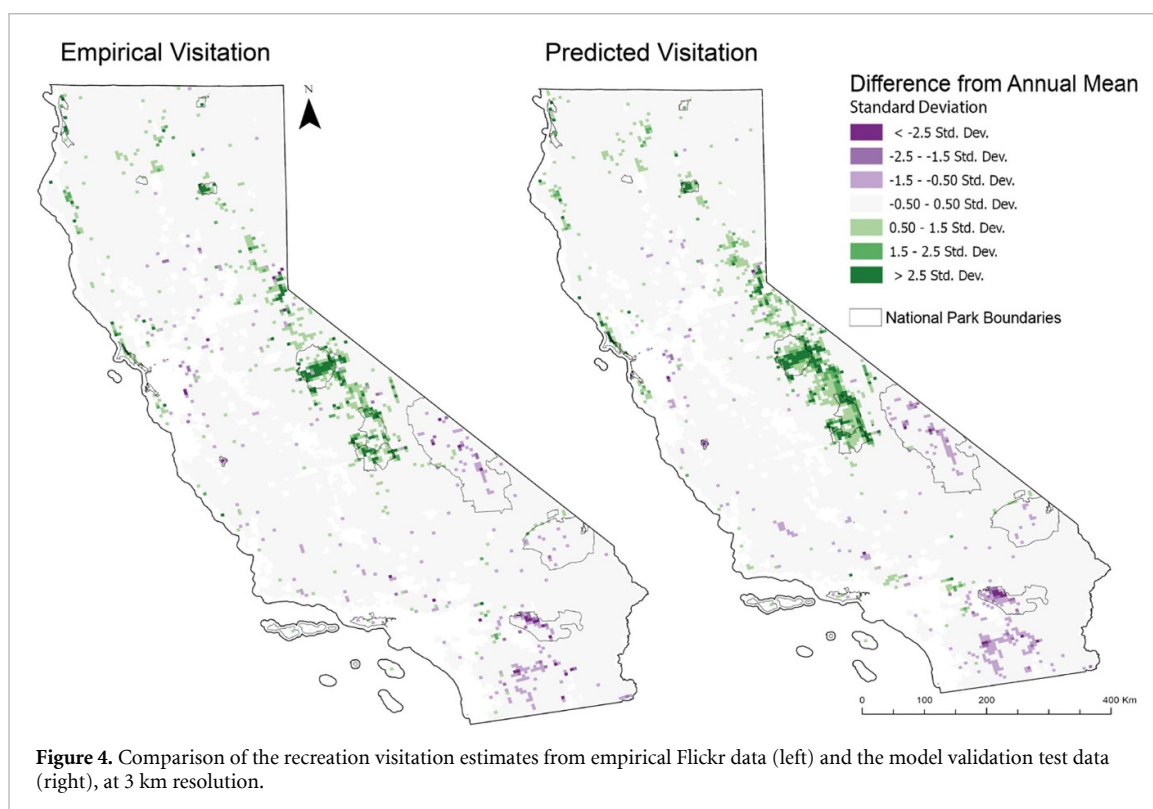 Empirical Visitation
Predicted Visitation
N
Difference from Annual Mean
Standard Deviation
< -2.5 Std. Dev.
-2.5 - -1.5 Std. Dev.
-1.5 - -0.50 Std. Dev.
-0.50 - 0.50 Std. Dev.
0.50 - 1.5 Std. Dev.
1.5 - 2.5 Std. Dev.
> 2.5 Std. Dev.
National Park Boundaries
0 100 200 400 Km
Figure 4. Comparison of the recreation visitation estimates from empirical Flickr data (left) and the model validation test data
(right), at 3 km resolution.